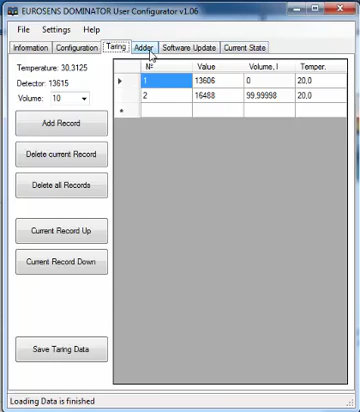 EUROSENS DOMINATOR User Configurator v1.06
File Settings Help
Information Configuration Taring Adder Software Update Current State
Temperature: 30,3125
Detector: 13615
Volume: 10
Add Record
Delete current Record
Delete all Records
Current Record Up
Current Record Down
Save Taring Data
№ Value Volume, l Temper.
1 13606 0 20,0
2 16488 99,99998 20,0
*
Loading Data is finished